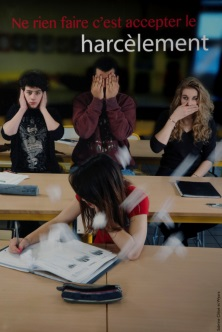 Ne rien faire c'est accepter le
harcèlement